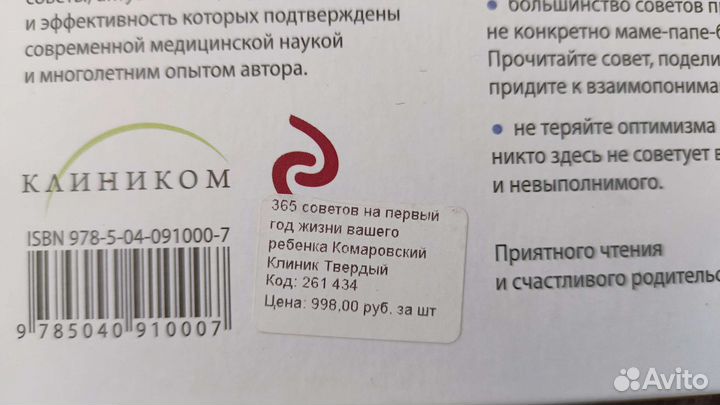 и эффективность которых подтверждены
современной медицинской наукой
и многолетним опытом автора.
КЛИНИКОМ
ISBN 978-5-04-091000-7
9 785040 910007
365 советов на первый
год жизни вашего
ребенка Комаровский
Клиник Твердый
Код: 261 434
Цена: 998,00 руб. за шт
• большинство советов
не конкретно маме-папе-
Прочитайте совет,
придите к
• не теряйте оптимизма
никто здесь не советует
и невыполнимого.
Приятного чтения
и счастливого
Avito